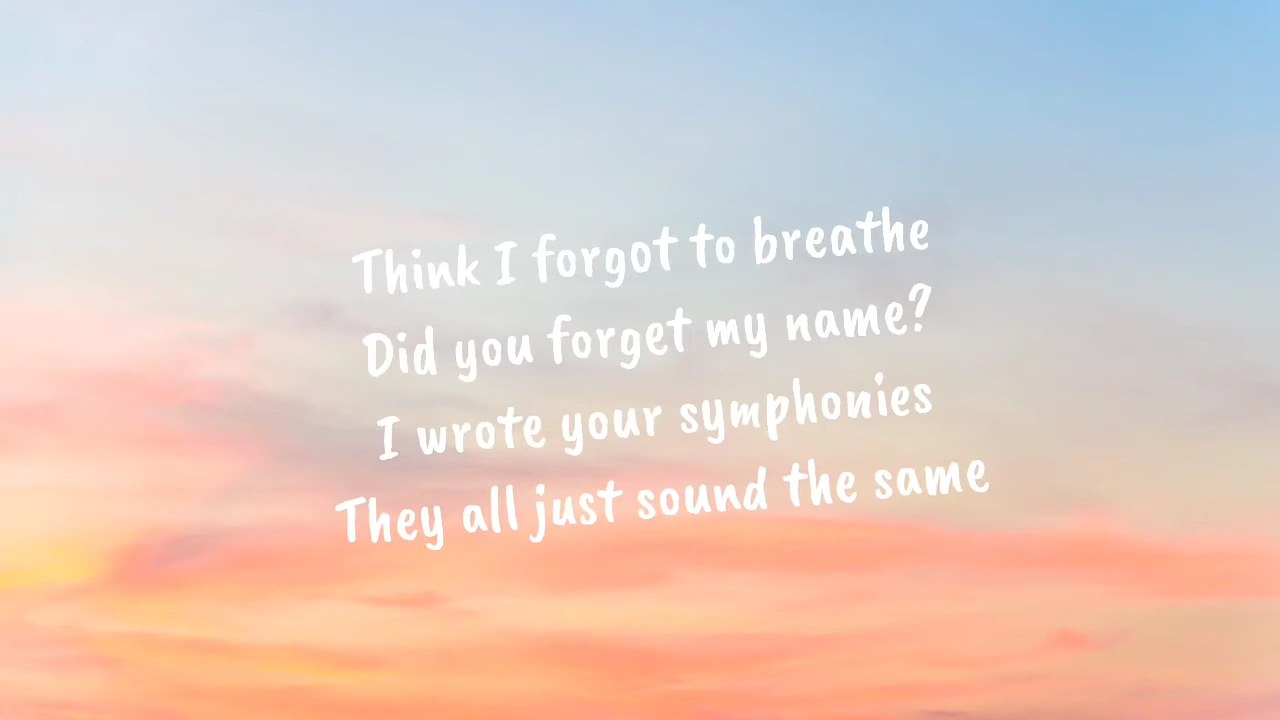 Think I forgot to breathe
Did you forget my name?
I wrote your symphonies
They all just sound the same